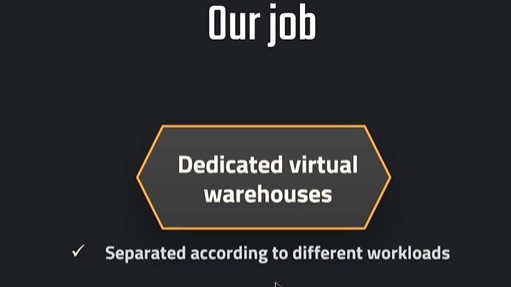 Our job
Dedicated virtual
warehouses
✓ Separated according to different workloads